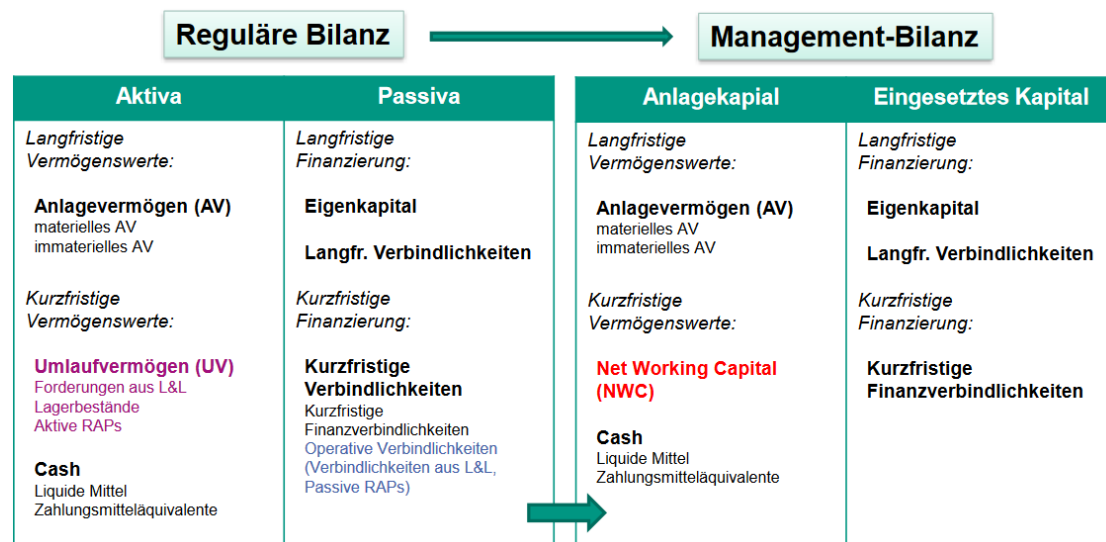 Reguläre Bilanz
Management-Bilanz
Aktiva
Passiva
Langfristige
Vermögenswerte:
Anlagevermögen (AV)
materielles AV
immaterielles AV
Kurzfristige
Vermögenswerte:
Umlaufvermögen (UV)
Forderungen aus L&L
Lagerbestände
Aktive RAPs
Cash
Liquide Mittel
Zahlungsmitteläquivalente
Langfristige
Finanzierung:
Eigenkapital
Langfr. Verbindlichkeiten
Kurzfristige
Finanzierung:
Kurzfristige
Verbindlichkeiten
Kurzfristige
Finanzverbindlichkeiten
Operative Verbindlichkeiten
(Verbindlichkeiten aus L&L,
Passive RAPs)
Anlagekapial
Eingesetztes Kapital
Langfristige
Vermögenswerte:
Anlagevermögen (AV)
materielles AV
immaterielles AV
Kurzfristige
Vermögenswerte:
Net Working Capital
(NWC)
Cash
Liquide Mittel
Zahlungsmitteläquivalente
Langfristige
Finanzierung:
Eigenkapital
Langfr. Verbindlichkeiten
Kurzfristige
Finanzierung:
Kurzfristige
Finanzverbindlichkeiten